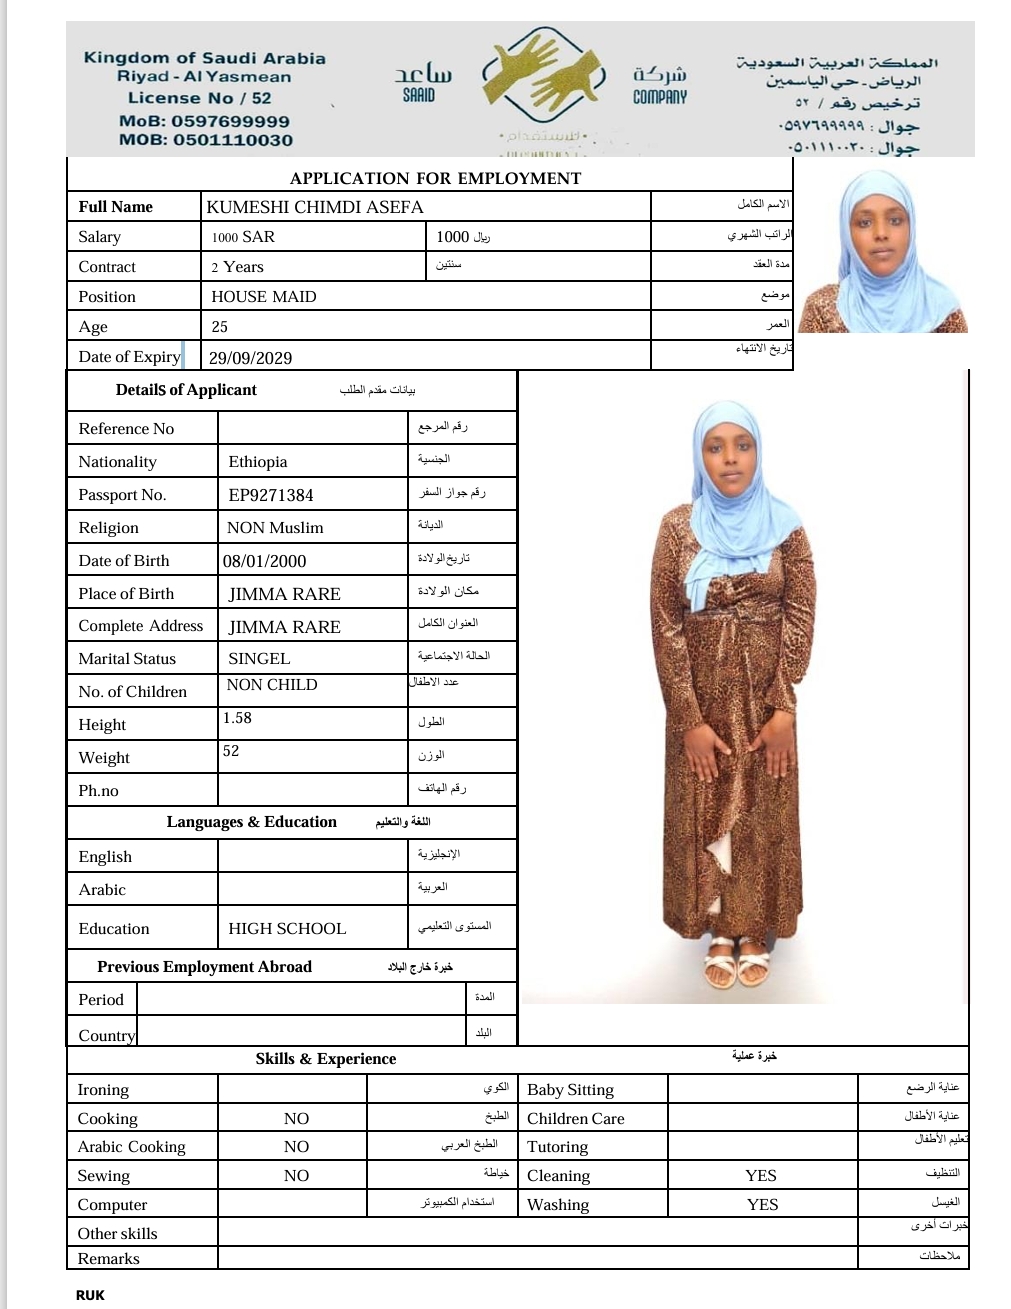 Kingdom of Saudi Arabia
Riyad - Al Yasmean
License No / 52
MoB: 0597699999
MOB: 0501110030
ساعد
SAAID
شركة
COMPANY
للاستقدام
المملكة العربية السعودية
الرياض - حي الياسمين
ترخيص رقم / ٥٢
جوال : ٠٥٩٧٦٩٩٩٩٩
جوال : ٠٥٠١١١٠٠٣٠
APPLICATION FOR EMPLOYMENT
Full Name KUMESHI CHIMDI ASEFA الاسم الكامل
Salary 1000 SAR 1000 ريال الراتب الشهري
Contract 2 Years سنتين مدة العقد
Position HOUSE MAID موضع
Age 25 العمر
Date of Expiry 29/09/2029 تاريخ الانتهاء
Details of Applicant بيانات مقدم الطلب
Reference No رقم المرجع
Nationality Ethiopia الجنسية
Passport No. EP9271384 رقم جواز السفر
Religion NON Muslim الديانة
Date of Birth 08/01/2000 تاريخ الولادة
Place of Birth JIMMA RARE مكان الولادة
Complete Address JIMMA RARE العنوان الكامل
Marital Status SINGEL الحالة الاجتماعية
No. of Children NON CHILD عدد الاطفال
Height 1.58 الطول
Weight 52 الوزن
Ph.no رقم الهاتف
Languages & Education اللغة والتعليم
English الإنجليزية
Arabic العربية
Education HIGH SCHOOL المستوى التعليمي
Previous Employment Abroad خبرة خارج البلاد
Period المدة
Country البلد
Skills & Experience خبرة عملية
Ironing الكوي Baby Sitting عناية الرضع
Cooking NO الطبخ Children Care عناية الأطفال
Arabic Cooking NO الطبخ العربي Tutoring تعليم الأطفال
Sewing NO خياطة Cleaning YES التنظيف
Computer استخدام الكمبيوتر Washing YES الغيسل
Other skills خبرات أخرى
Remarks ملاحظات
RUK